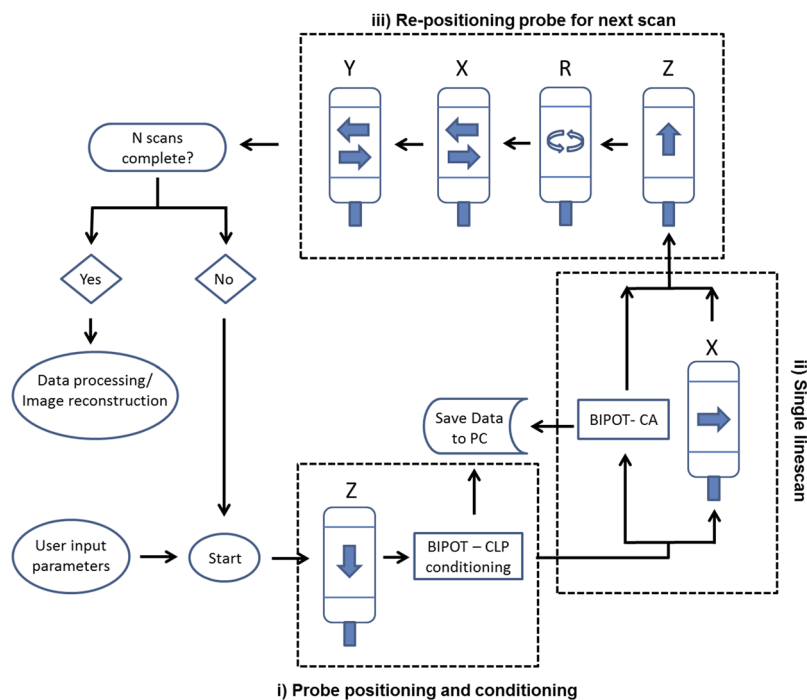 iii) Re-positioning probe for next scan
Y
X
R
Z
N scans
complete?
Yes
No
Data processing/
Image reconstruction
X
BIPOT- CA
ii) Single linescan
Save Data
to PC
Z
User input
parameters
Start
BIPOT – CLP
conditioning
i) Probe positioning and conditioning